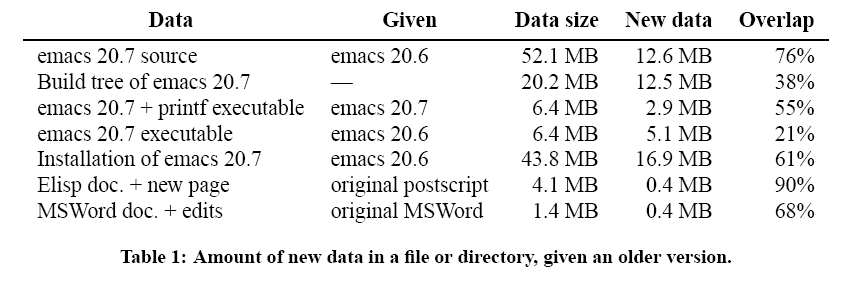 Data Given Data size New data Overlap
emacs 20.7 source emacs 20.6 52.1 MB 12.6 MB 76%
Build tree of emacs 20.7 — 20.2 MB 12.5 MB 38%
emacs 20.7 + printf executable emacs 20.7 6.4 MB 2.9 MB 55%
emacs 20.7 executable emacs 20.6 6.4 MB 5.1 MB 21%
Installation of emacs 20.7 emacs 20.6 43.8 MB 16.9 MB 61%
Elisp doc. + new page original postscript 4.1 MB 0.4 MB 90%
MSWord doc. + edits original MSWord 1.4 MB 0.4 MB 68%
Table 1: Amount of new data in a file or directory, given an older version.